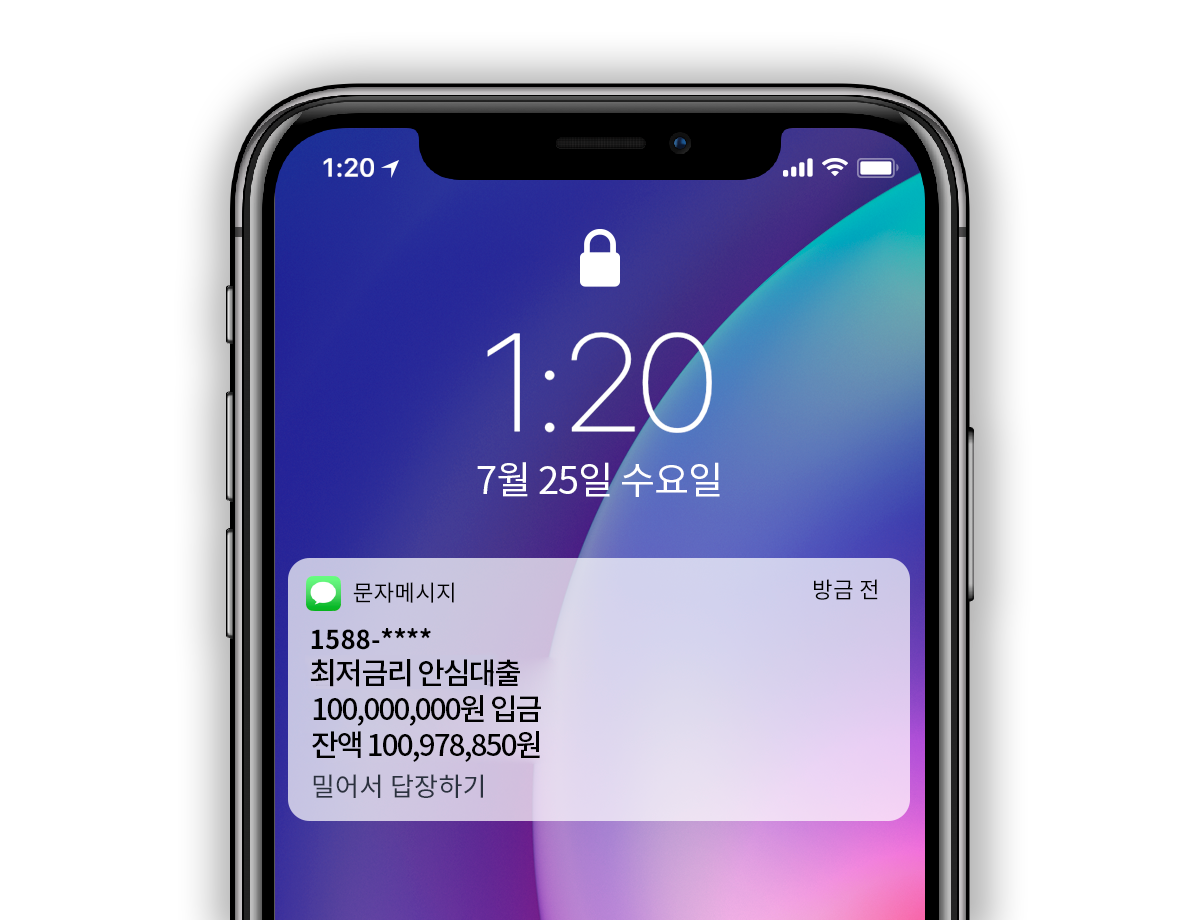 1:20
1:20
7월 25일 수요일
문자메시지
방금 전
1588-****
최저금리 안심대출
100,000,000원 입금
잔액 100,978,850원
밀어서 답장하기